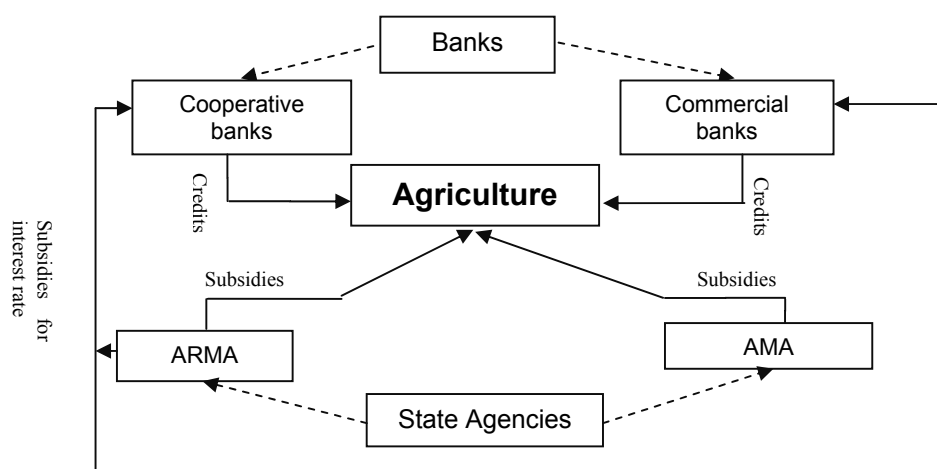 Banks
Cooperative
banks
Commercial
banks
Credits
Agriculture
Credits
Subsidies for
interest rate
Subsidies
Subsidies
ARMA
AMA
State Agencies